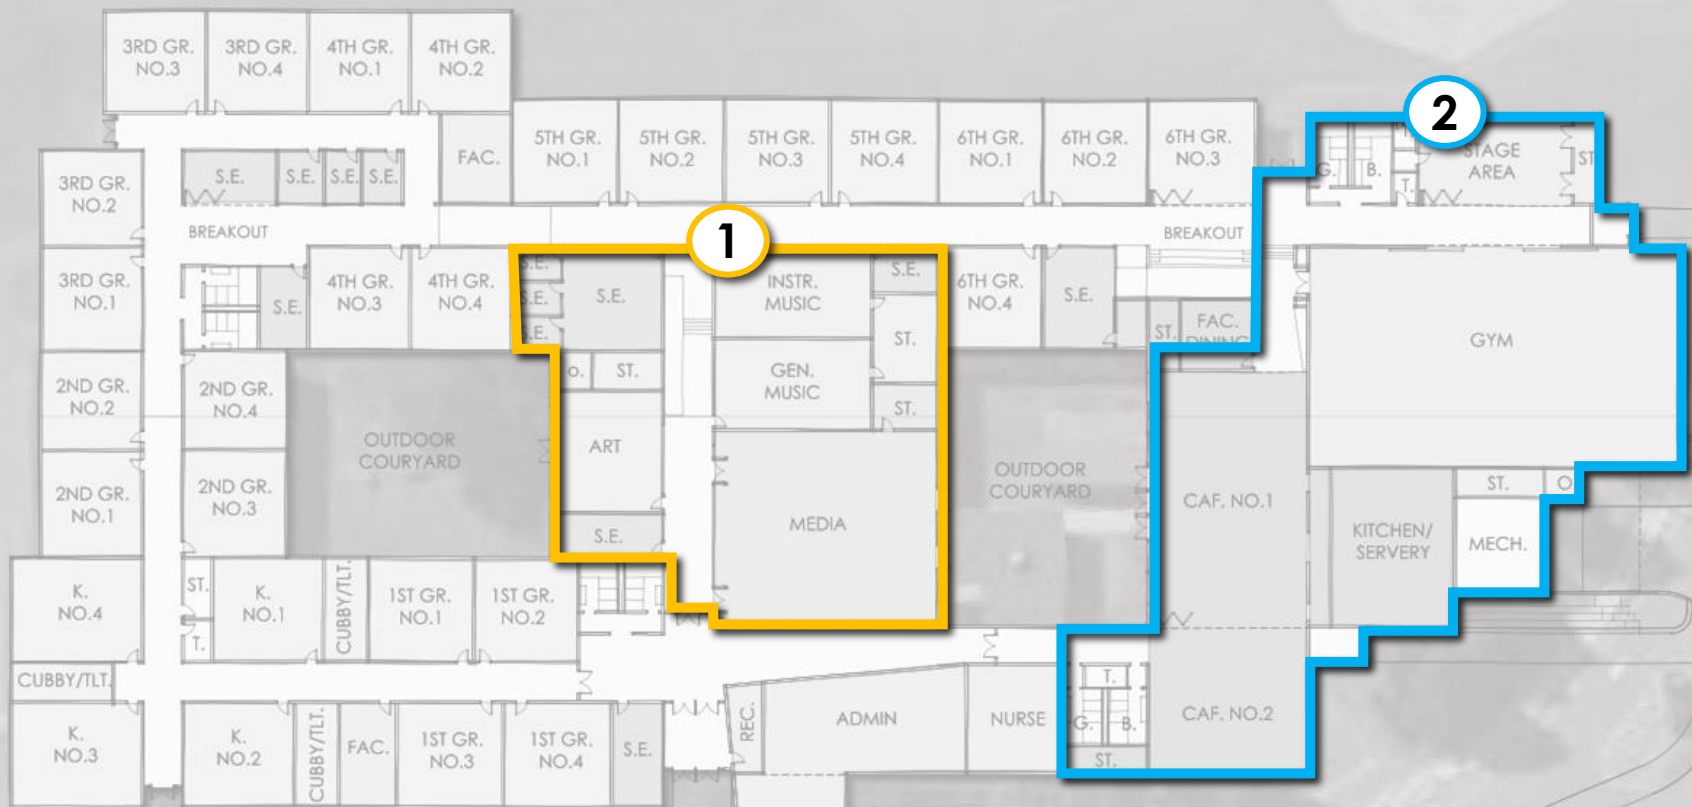 3RD GR.
NO.3
3RD GR.
NO.4
4TH GR.
NO.1
4TH GR.
NO.2
2
FAC.
5TH GR.
NO.1
5TH GR.
NO.2
5TH GR.
NO.3
5TH GR.
NO.4
6TH GR.
NO.1
6TH GR.
NO.2
6TH GR.
NO.3
G.
B.
T.
STAGE
AREA
ST.
3RD GR.
NO.2
S.E.
S.E.
S.E.
S.E.
BREAKOUT
1
BREAKOUT
3RD GR.
NO.1
S.E.
4TH GR.
NO.3
4TH GR.
NO.4
S.E.
S.E.
S.E.
S.E.
INSTR.
MUSIC
S.E.
ST.
6TH GR.
NO.4
S.E.
ST.
FAC.
DINING
GYM
2ND GR.
NO.2
2ND GR.
NO.4
O.
ST.
GEN.
MUSIC
ST.
OUTDOOR
COURYARD
ART
OUTDOOR
COURYARD
2ND GR.
NO.1
2ND GR.
NO.3
S.E.
MEDIA
CAF. NO.1
KITCHEN/
SERVERY
ST.
O.
MECH.
K.
NO.4
ST.
T.
K.
NO.1
CUBBY/TLT.
1ST GR.
NO.1
1ST GR.
NO.2
CUBBY/TLT.
K.
NO.3
K.
NO.2
CUBBY/TLT.
FAC.
1ST GR.
NO.3
1ST GR.
NO.4
S.E.
REC.
ADMIN
NURSE
T.
G.
B.
ST.
CAF. NO.2